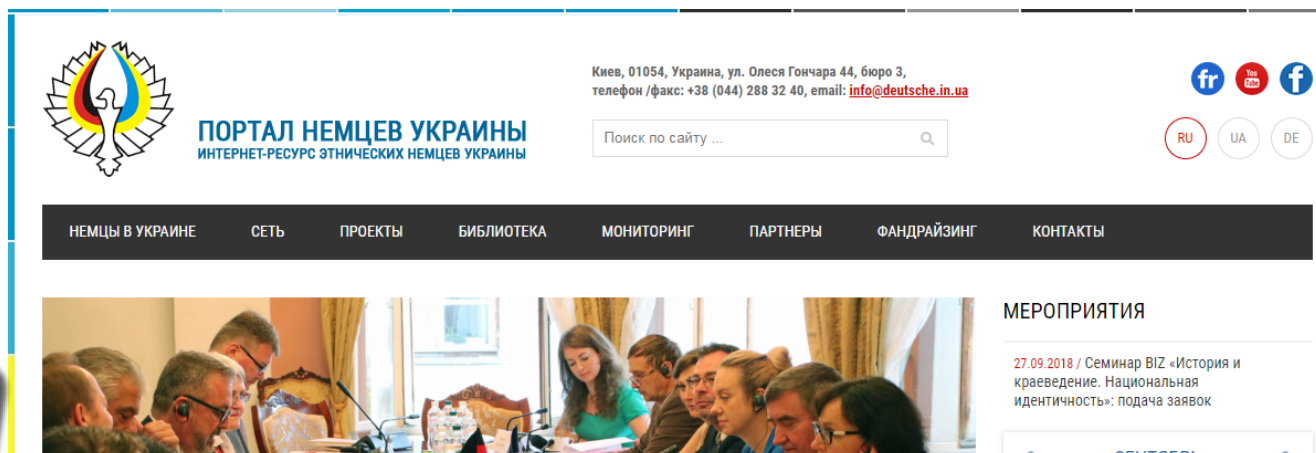 Киев, 01054, Украина, ул. Олеся Гончара 44, бюро 3,
телефон /факс: +38 (044) 288 32 40, email: info@deutsche.in.ua
fr
You
Tube
f
ПОРТАЛ НЕМЦЕВ УКРАИНЫ
ИНТЕРНЕТ-РЕСУРС ЭТНИЧЕСКИХ НЕМЦЕВ УКРАИНЫ
Поиск по сайту ...
RU
UA
DE
НЕМЦЫ В УКРАИНЕ
СЕТЬ
ПРОЕКТЫ
БИБЛИОТЕКА
МОНИТОРИНГ
ПАРТНЕРЫ
ФАНДРАЙЗИНГ
КОНТАКТЫ
МЕРОПРИЯТИЯ
27.09.2018 / Семинар BIZ «История и
краеведение. Национальная
идентичность»: подача заявок